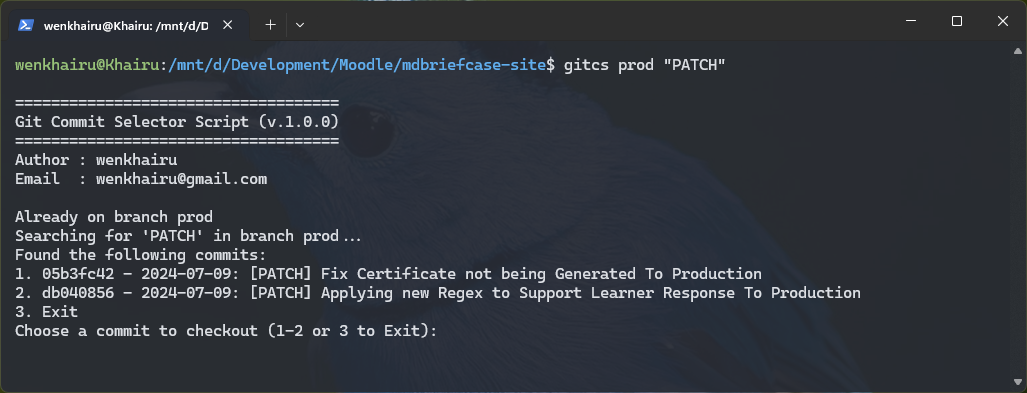 wenkhairu@Khairu: /mnt/d/D
wenkhairu@Khairu:/mnt/d/Development/Moodle/mdbriefcase-site$ gitcs prod "PATCH"
====================================
Git Commit Selector Script (v.1.0.0)
====================================
Author : wenkhairu
Email  : wenkhairu@gmail.com
Already on branch prod
Searching for 'PATCH' in branch prod...
Found the following commits:
1. 05b3fc42 - 2024-07-09: [PATCH] Fix Certificate not being Generated To Production
2. db040856 - 2024-07-09: [PATCH] Applying new Regex to Support Learner Response To Production
3. Exit
Choose a commit to checkout (1-2 or 3 to Exit):